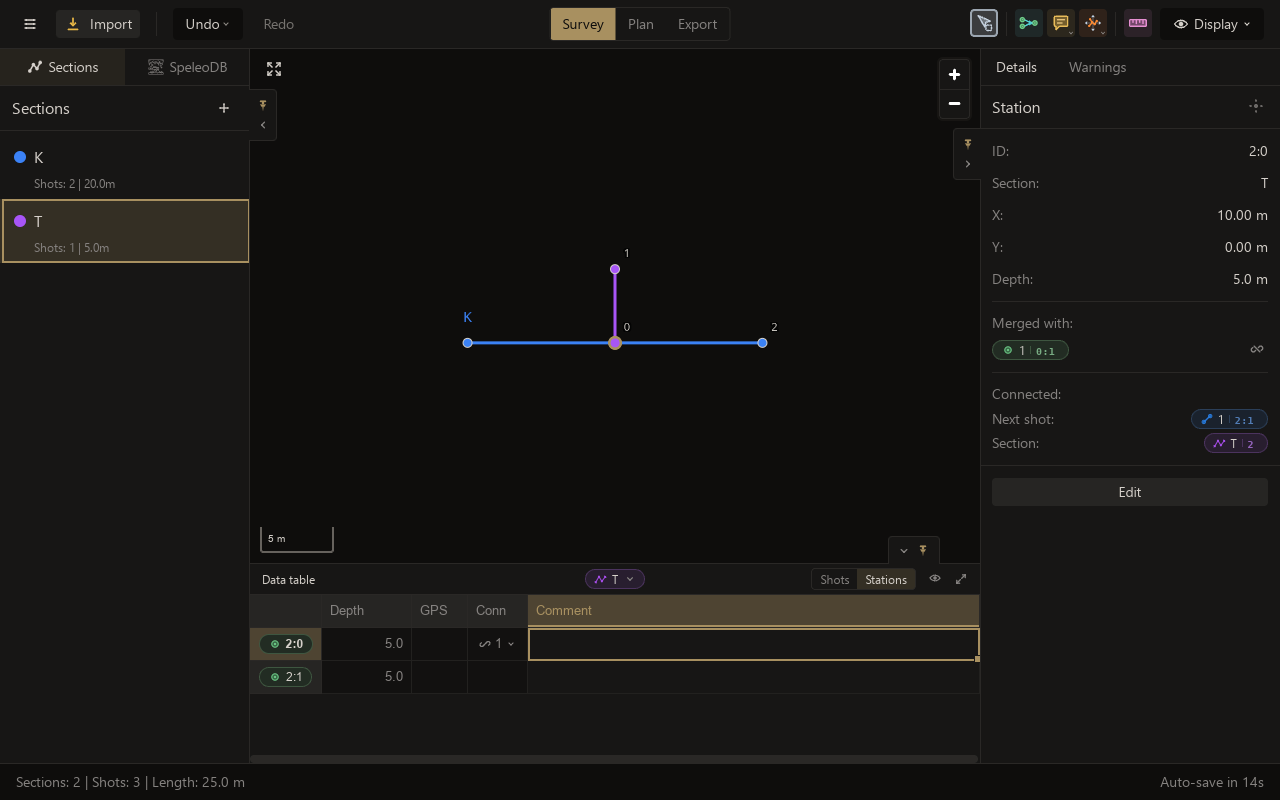 Import
Undo
Redo
Survey
Plan
Export
Display
Sections
SpeleoDB
Sections
K
Shots: 2 | 20.0m
T
Shots: 1 | 5.0m
1
K
0
2
5 m
Details
Warnings
Station
ID: 2:0
Section: T
X: 10.00 m
Y: 0.00 m
Depth: 5.0 m
Merged with:
1 | 0:1
Connected:
Next shot: 1 | 2:1
Section: T | 2
Edit
Data table
T
Shots
Stations
Depth GPS Conn Comment
2:0 5.0 1
2:1 5.0
Sections: 2 | Shots: 3 | Length: 25.0 m
Auto-save in 14s